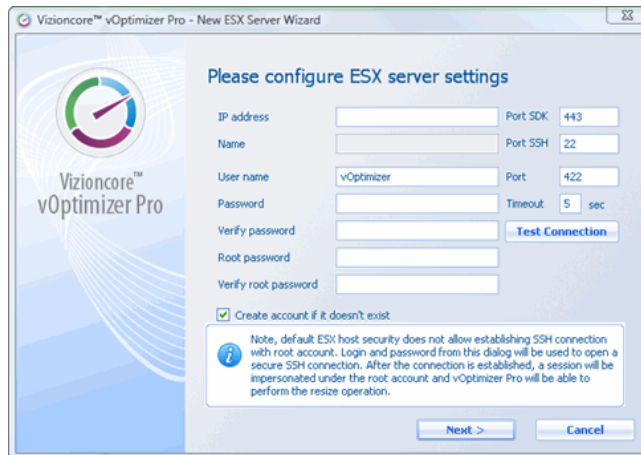 Vizioncore™ vOptimizer Pro - New ESX Server Wizard
Vizioncore™
vOptimizer Pro
Please configure ESX server settings
IP address Port SDK 443
Name Port SSH 22
User name vOptimizer Port 422
Password Timeout 5 sec
Verify password Test Connection
Root password
Verify root password
Create account if it doesn't exist
Note, default ESX host security does not allow establishing SSH connection
with root account. Login and password from this dialog will be used to open a
secure SSH connection. After the connection is established, a session will be
impersonated under the root account and vOptimizer Pro will be able to
perform the resize operation.
Next > Cancel